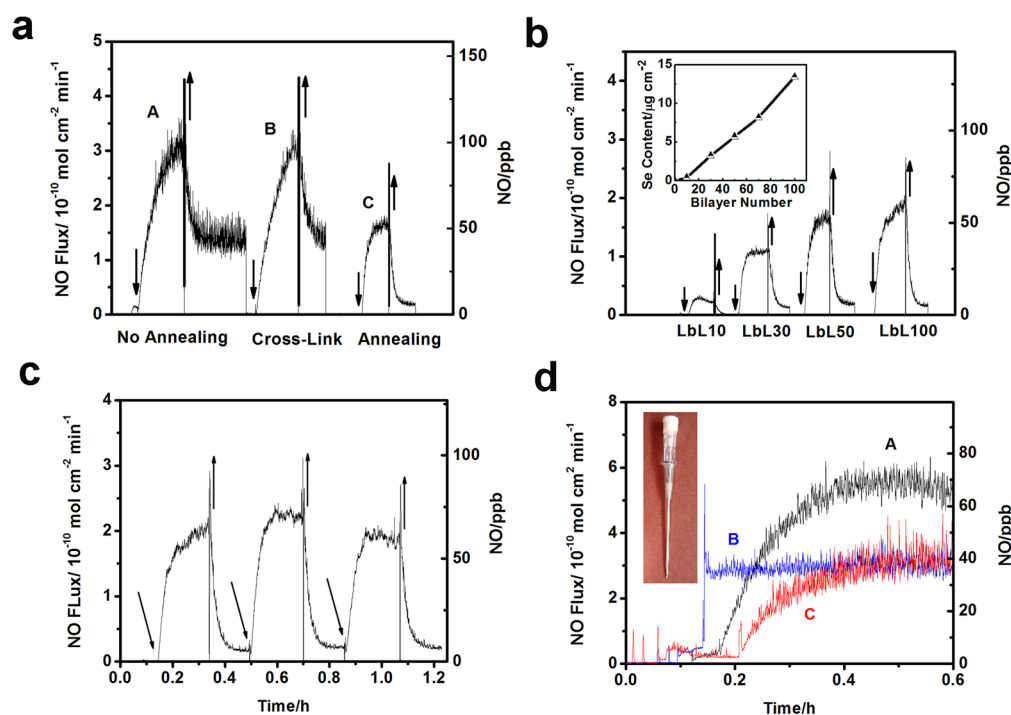 a
NO Flux/ 10⁻¹⁰ mol cm⁻² min⁻¹
5
4
3
2
1
0
A
B
C
150
100
50
0
NO/ppb
No Annealing
Cross-Link
Annealing
b
NO Flux/ 10⁻¹⁰ mol cm⁻² min⁻¹
4
3
2
1
0
Se Content/μg cm⁻²
15
10
5
0
0 20 40 60 80 100
Bilayer Number
100
50
0
NO/ppb
LbL10 LbL30 LbL50 LbL100
c
NO FLux/ 10⁻¹⁰ mol cm⁻² min⁻¹
4
3
2
1
0
100
50
0
NO/ppb
0.0 0.2 0.4 0.6 0.8 1.0 1.2
Time/h
d
NO Flux/ 10⁻¹⁰ mol cm² min⁻¹
8
6
4
2
0
A
B
C
80
60
40
20
0
NO/ppb
0.0 0.2 0.4 0.6
Time/h